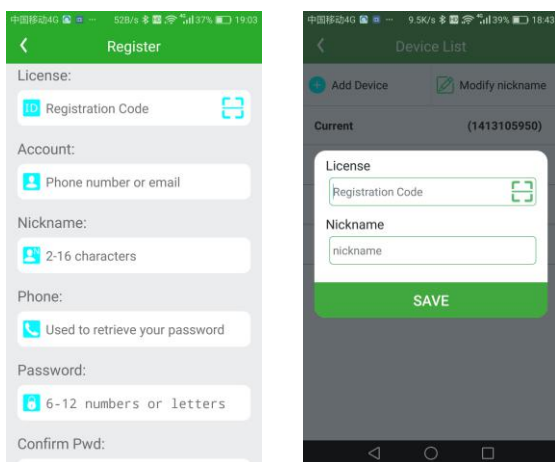 中国移动4G 52B/s 37% 19:03
Register
License:
ID Registration Code
Account:
Phone number or email
Nickname:
2-16 characters
Phone:
Used to retrieve your password
Password:
6-12 numbers or letters
Confirm Pwd:
中国移动4G 9.5K/s 39% 18:43
Device List
Add Device
Modify nickname
Current (1413105950)
License
Registration Code
Nickname
nickname
SAVE